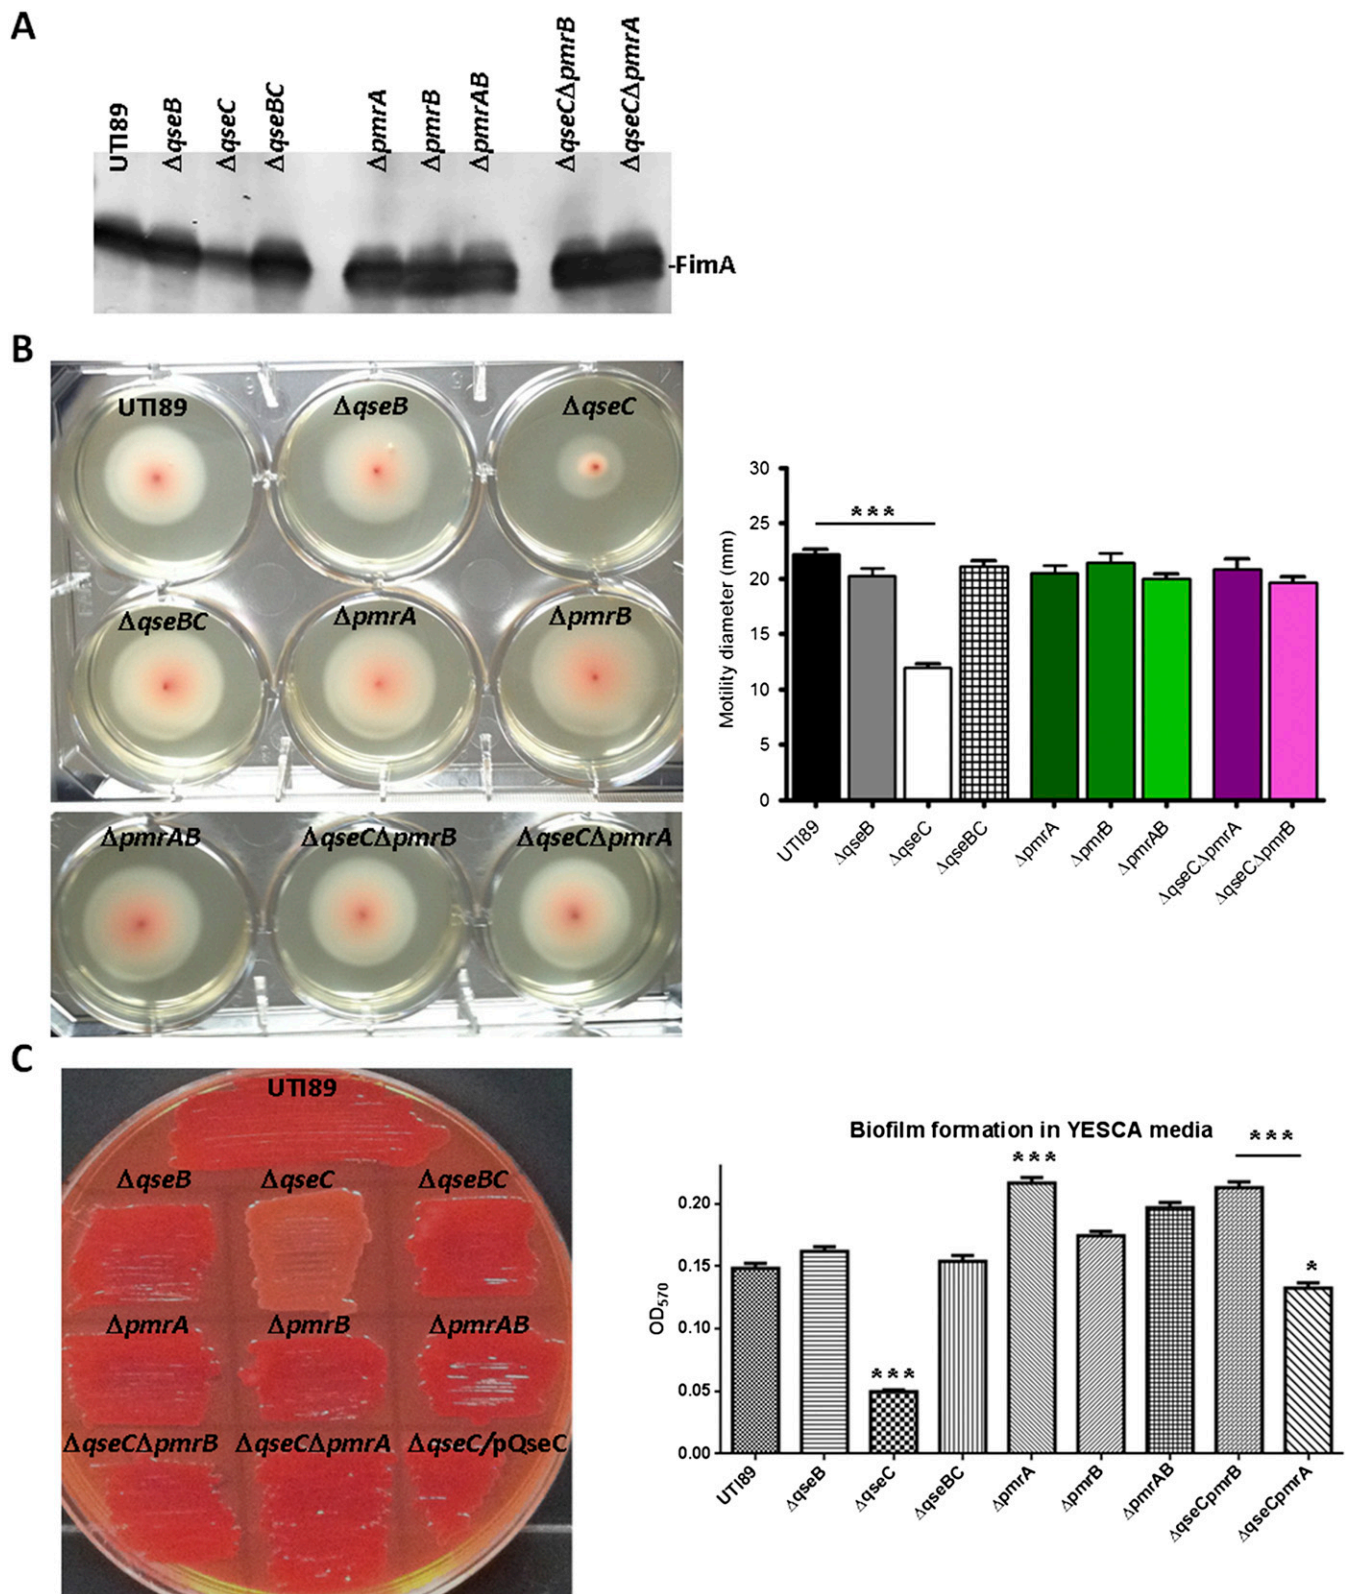 A
UTI89
ΔqseB
ΔqseC
ΔqseBC
ΔpmrA
ΔpmrB
ΔpmrAB
ΔqseCΔpmrB
ΔqseCΔpmrA
-FimA
B
UTI89
ΔqseB
ΔqseC
ΔqseBC
ΔpmrA
ΔpmrB
ΔpmrAB
ΔqseCΔpmrB
ΔqseCΔpmrA
Motility diameter (mm)
30
25
20
15
10
5
0
***
UTI89
ΔqseB
ΔqseC
ΔqseBC
ΔpmrA
ΔpmrB
ΔpmrAB
ΔqseCΔpmrA
ΔqseCΔpmrB
C
UTI89
ΔqseB
ΔqseC
ΔqseBC
ΔpmrA
ΔpmrB
ΔpmrAB
ΔqseCΔpmrB
ΔqseCΔpmrA
ΔqseC/pQseC
Biofilm formation in YESCA media
***
***
***
*
OD570
0.20
0.15
0.10
0.05
0.00
UTI89
ΔqseB
ΔqseC
ΔqseBC
ΔpmrA
ΔpmrB
ΔpmrAB
ΔqseCpmrB
ΔqseCpmrA